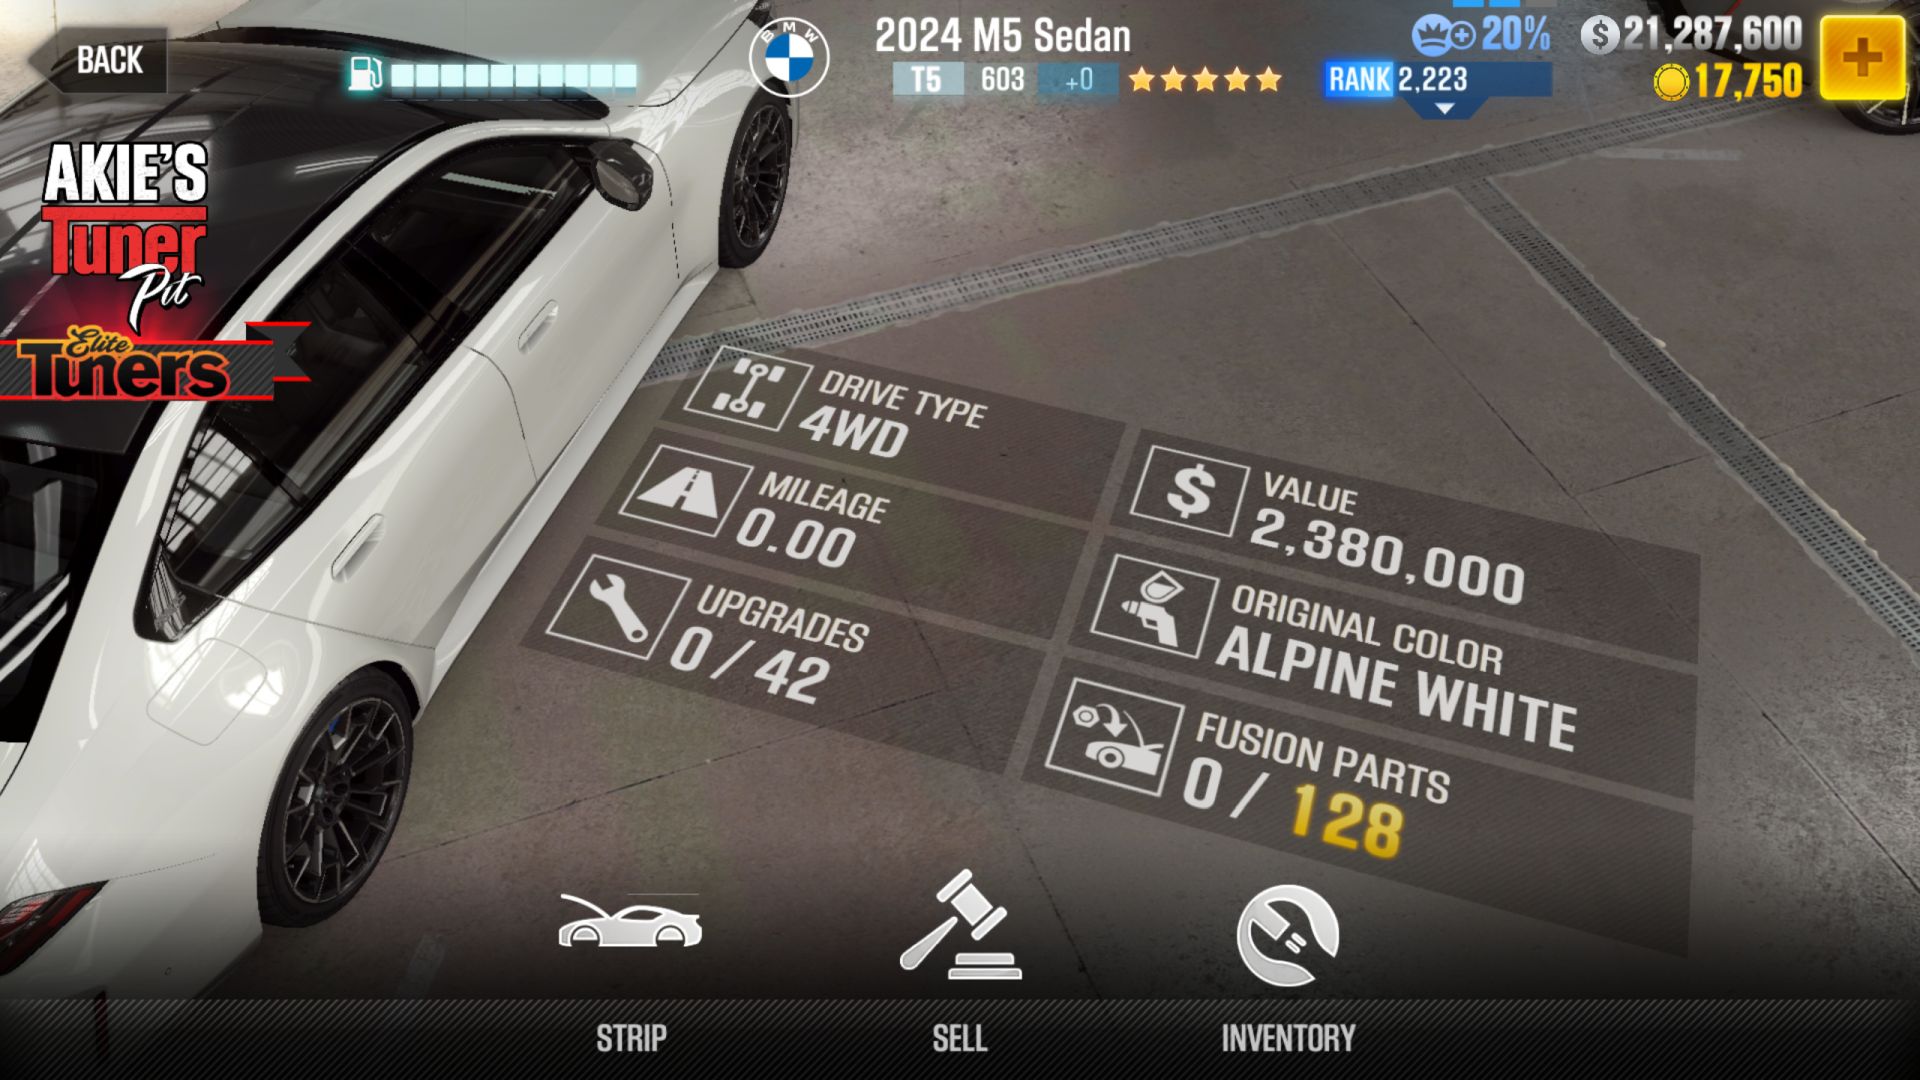 BACK
BMW
2024 M5 Sedan
T5 603 +0
20%
21,287,600
RANK 2,223
17,750
AKIE'S
Tuner
Pit
Elite
Tuners
DRIVE TYPE
4WD
MILEAGE
0.00
UPGRADES
0/42
VALUE
2,380,000
ORIGINAL COLOR
ALPINE WHITE
FUSION PARTS
0/ 128
STRIP
SELL
INVENTORY